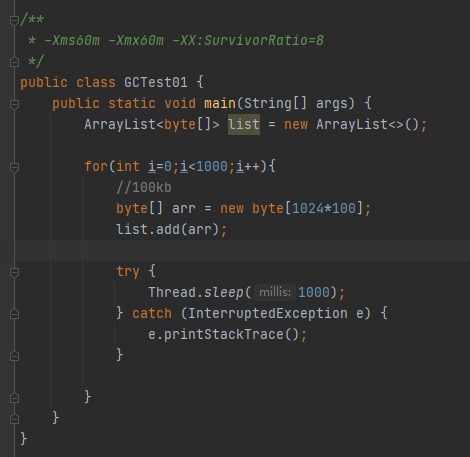 /**
 * -Xms60m -Xmx60m -XX:SurvivorRatio=8
 */
public class GCTest01 {
    public static void main(String[] args) {
        ArrayList<byte[]> list = new ArrayList<>();
        for(int i=0;i<1000;i++){
            //100kb
            byte[] arr = new byte[1024*100];
            list.add(arr);
            try {
                Thread.sleep( millis: 1000);
            } catch (InterruptedException e) {
                e.printStackTrace();
            }
        }
    }
}